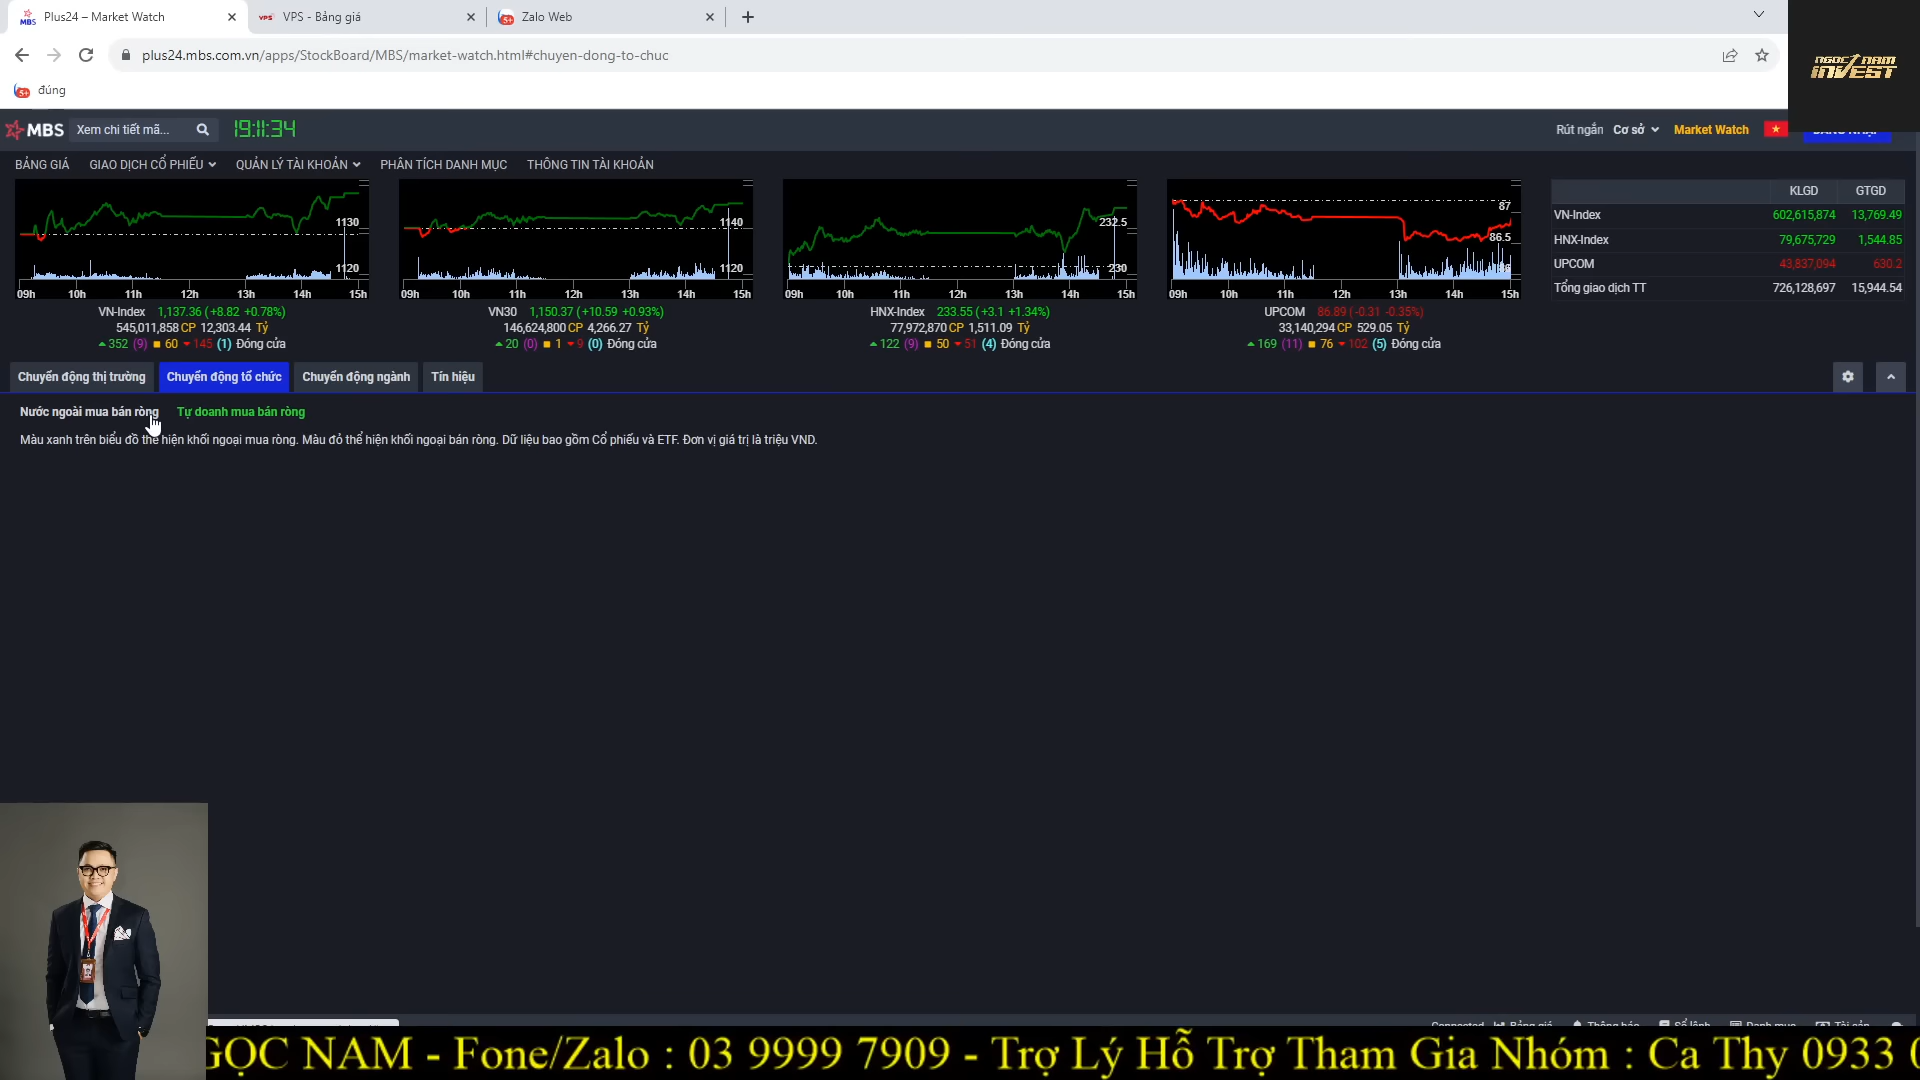 Plus24 – Market Watch
VPS - Bảng giá
Zalo Web
plus24.mbs.com.vn/apps/StockBoard/MBS/market-watch.html#chuyen-dong-to-chuc
NGOC NAM
INVEST
đúng
MBS Xem chi tiết mã... 19:11:34
Rút ngắn Cơ sở Market Watch
BẢNG GIÁ GIAO DỊCH CỔ PHIẾU QUẢN LÝ TÀI KHOẢN PHÂN TÍCH DANH MỤC THÔNG TIN TÀI KHOẢN
1130
1120
09h 10h 11h 12h 13h 14h 15h
VN-Index 1,137.36 (+8.82 +0.78%)
545,011,858 CP 12,303.44 Tỷ
352 (9) 60 145 (1) Đóng cửa
1140
1120
09h 10h 11h 12h 13h 14h 15h
VN30 1,150.37 (+10.59 +0.93%)
146,624,800 CP 4,266.27 Tỷ
20 (0) 1 9 (0) Đóng cửa
232.5
230
09h 10h 11h 12h 13h 14h 15h
HNX-Index 233.55 (+3.1 +1.34%)
77,972,870 CP 1,511.09 Tỷ
122 (9) 50 51 (4) Đóng cửa
87
86.5
09h 10h 11h 12h 13h 14h 15h
UPCOM 86.89 (-0.31 -0.35%)
33,140,294 CP 529.05 Tỷ
169 (11) 76 102 (5) Đóng cửa
KLGD GTGD
VN-Index 602,615,874 13,769.49
HNX-Index 79,675,729 1,544.85
UPCOM 43,837,094 630.2
Tổng giao dịch TT 726,128,697 15,944.54
Chuyển động thị trường Chuyển động tổ chức Chuyển động ngành Tín hiệu
Nước ngoài mua bán ròng Tự doanh mua bán ròng
Màu xanh trên biểu đồ thể hiện khối ngoại mua ròng. Màu đỏ thể hiện khối ngoại bán ròng. Dữ liệu bao gồm Cổ phiếu và ETF. Đơn vị giá trị là triệu VND.
Connected Bảng giá Thông báo Sổ lệnh Danh mục Tài sản
GỌC NAM - Fone/Zalo : 03 9999 7909 - Trợ Lý Hỗ Trợ Tham Gia Nhóm : Ca Thy 0933